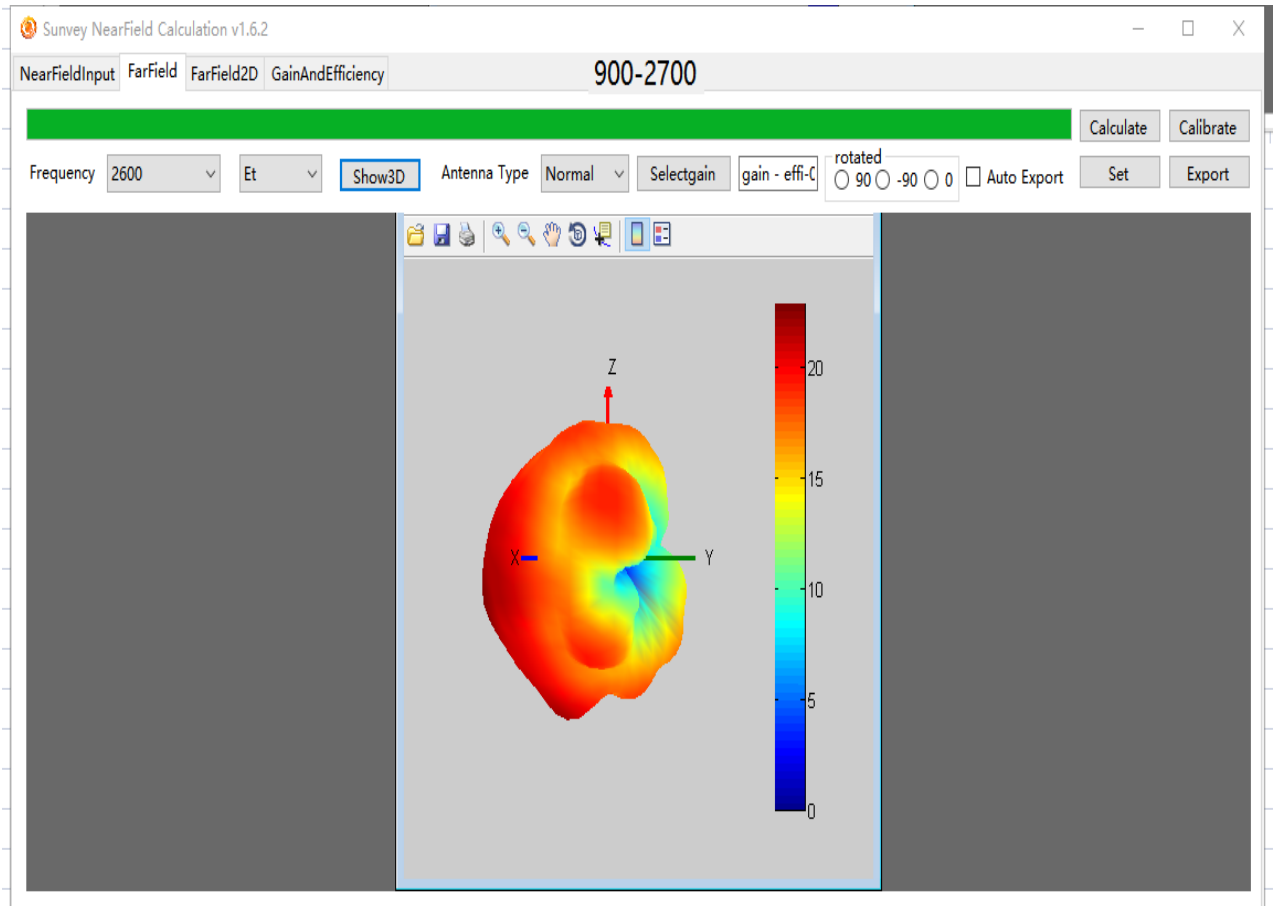 Sunvey NearField Calculation v1.6.2
NearFieldInput FarField FarField2D GainAndEfficiency 900-2700
Calculate Calibrate
Frequency 2600 Et Show3D Antenna Type Normal Selectgain gain - effi-C rotated 90 -90 0 Auto Export Set Export
Z
20
15
X Y
10
5
0